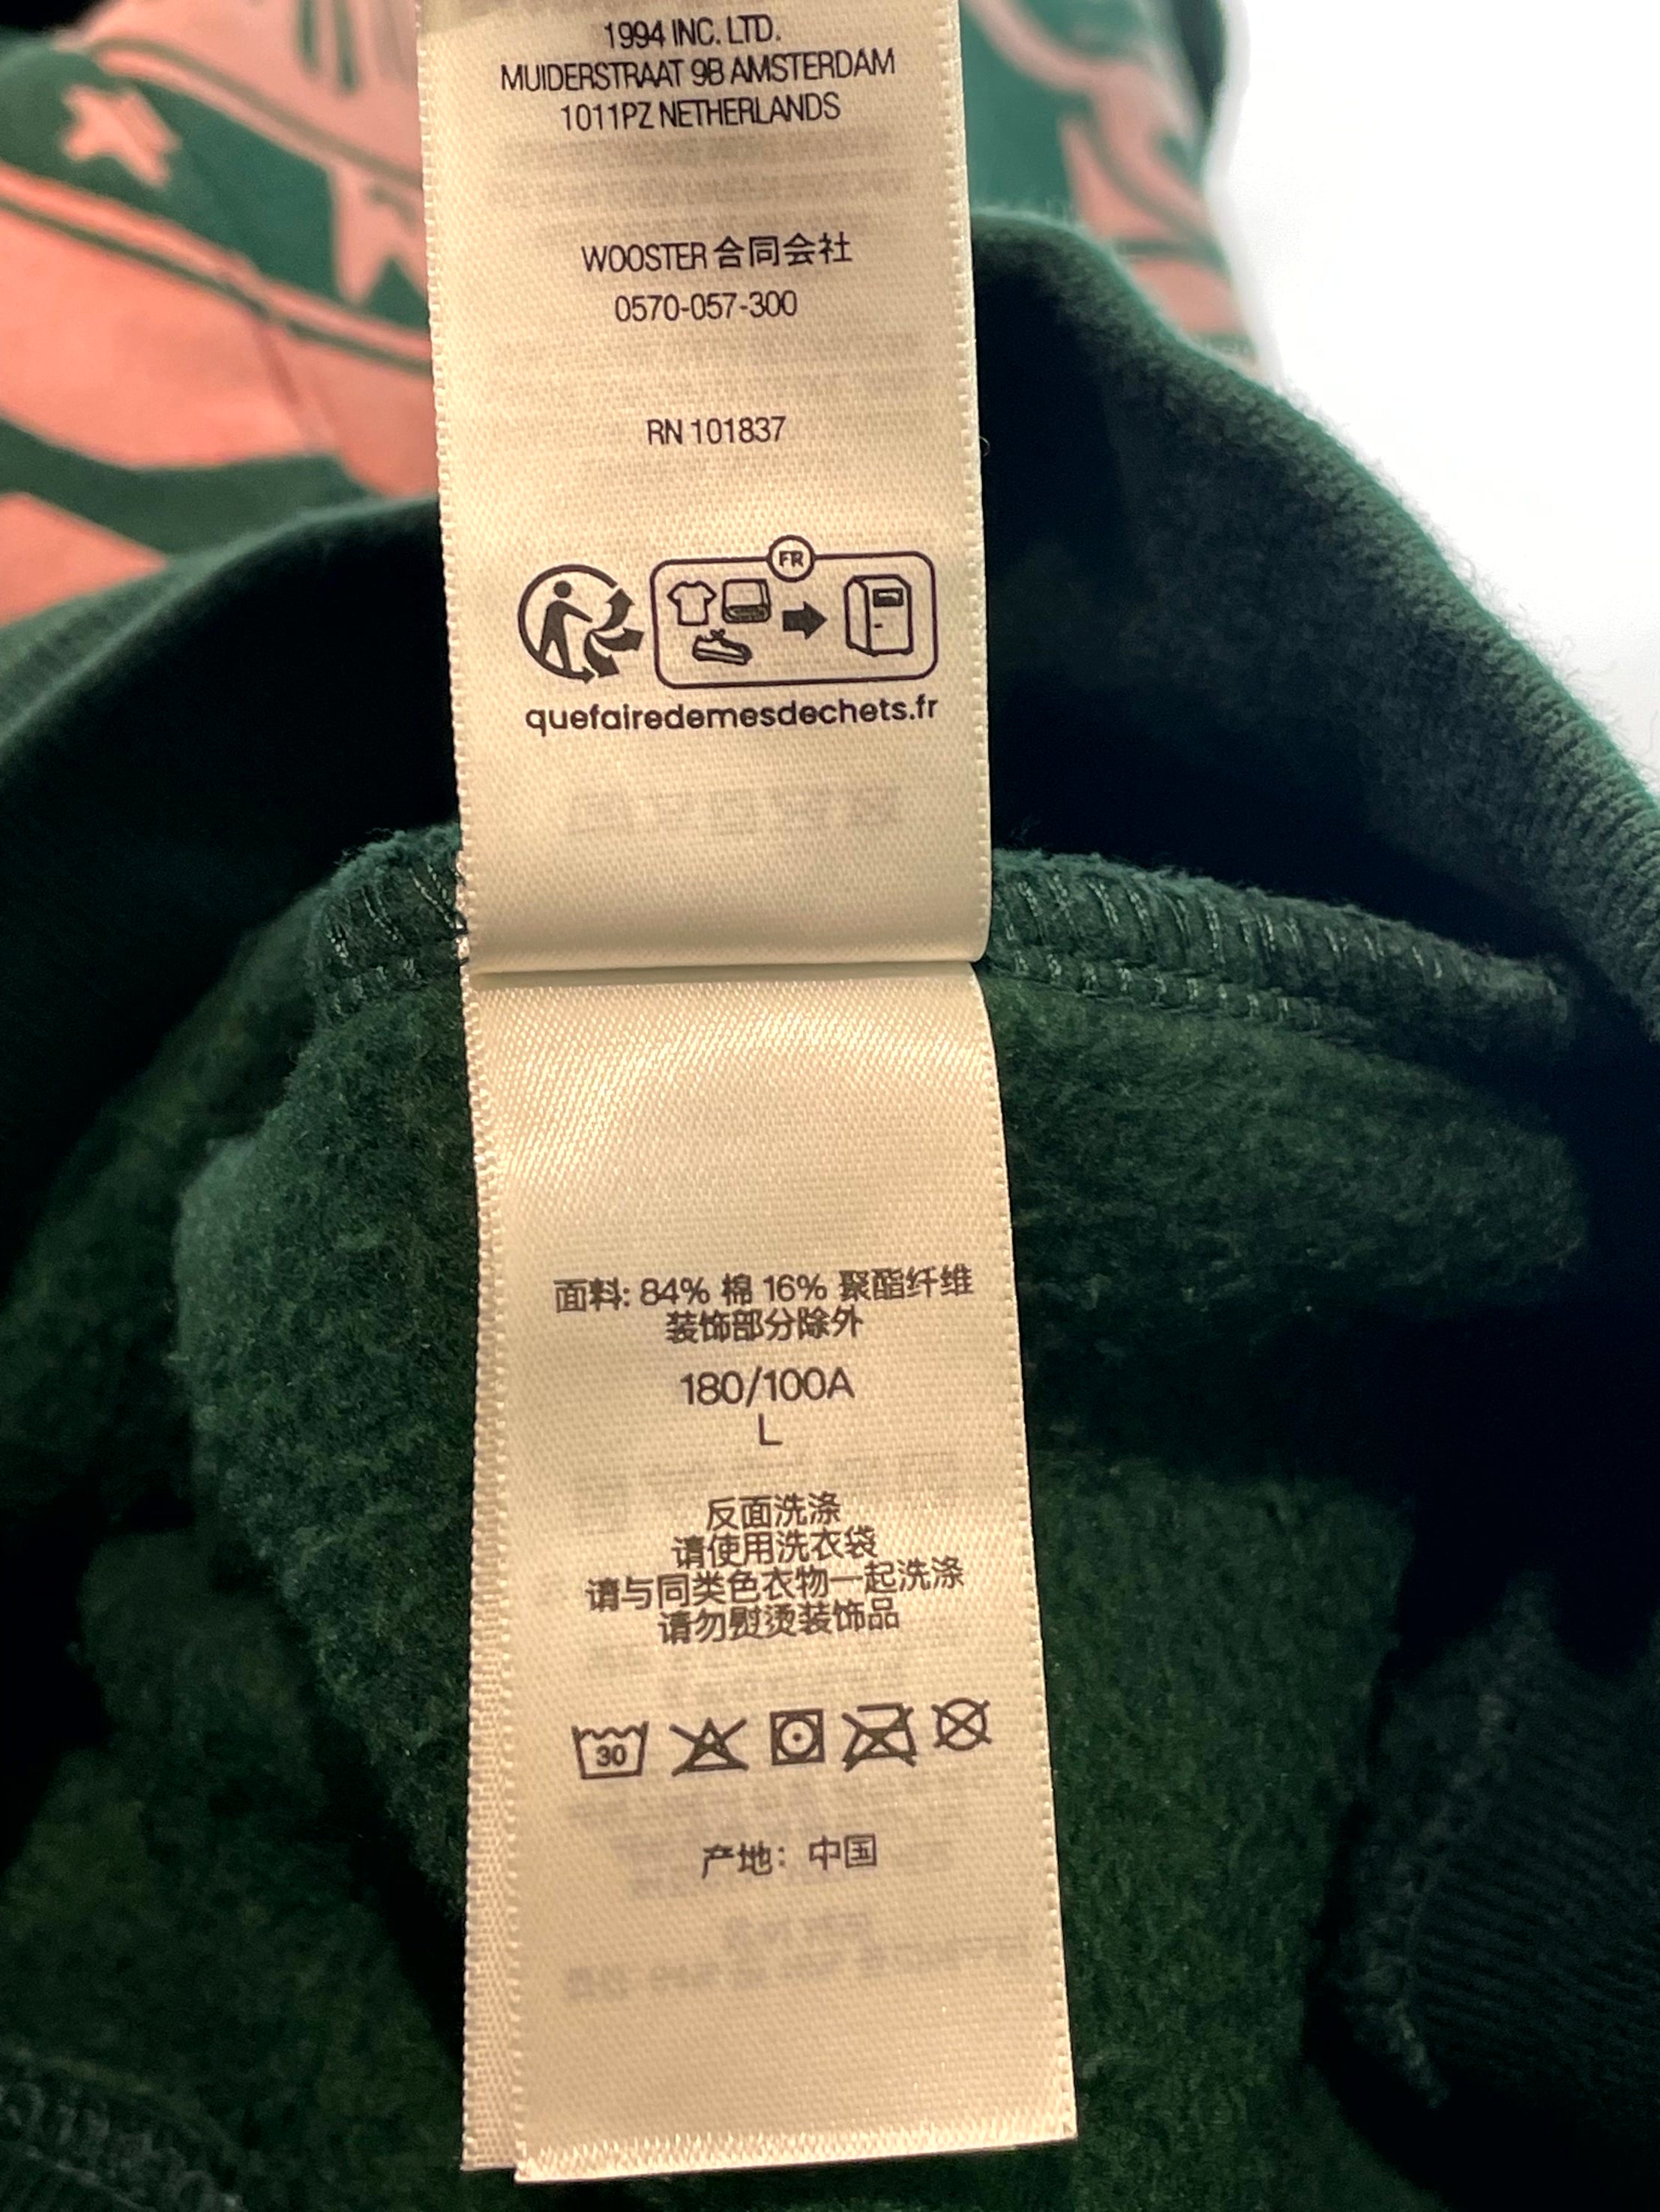 1994 INC. LTD.
MUIDERSTRAAT 9B AMSTERDAM
1011PZ NETHERLANDS
WOOSTER 合同会社
0570-057-300
RN 101837
FR
quefairedemesdechets.fr
面料: 84% 棉 16% 聚酯纤维
装饰部分除外
180/100A
L
反面洗涤
请使用洗衣袋
请与同类色衣物一起洗涤
请勿熨烫装饰品
30
产地：中国